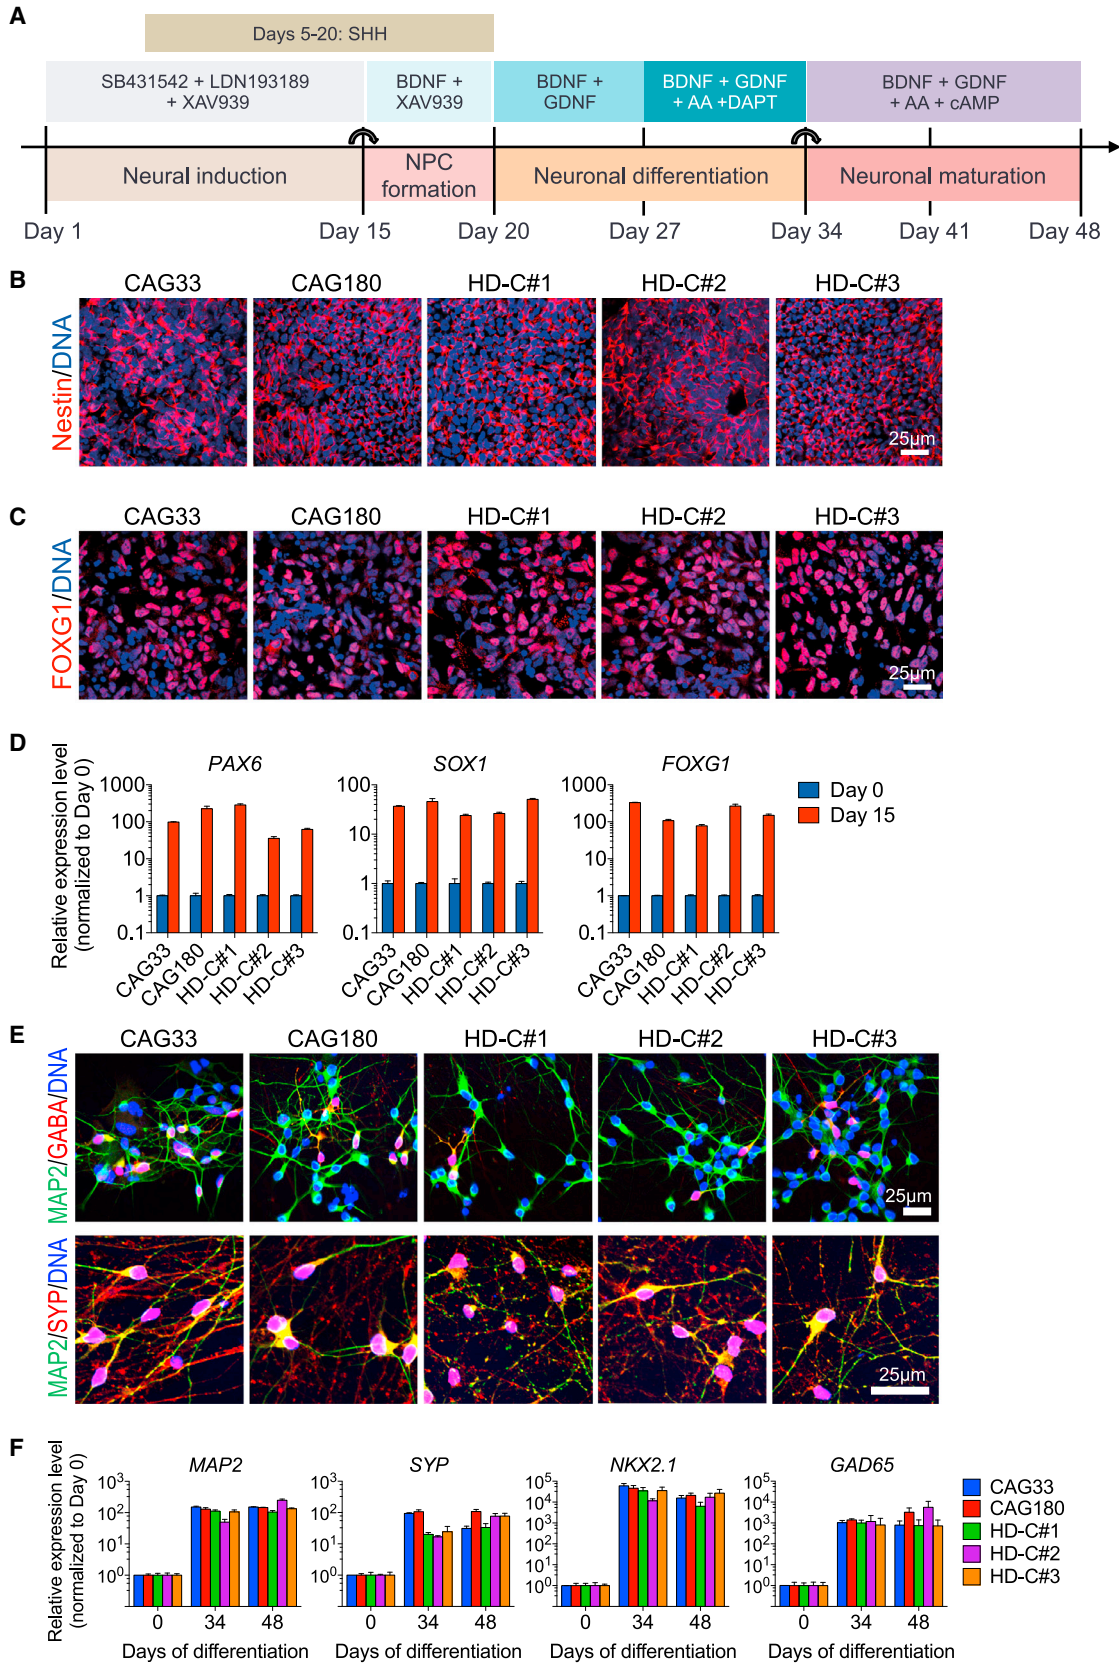 A
Days 5-20: SHH
SB431542 + LDN193189
+ XAV939
BDNF +
XAV939
BDNF +
GDNF
BDNF + GDNF
+ AA +DAPT
BDNF + GDNF
+ AA + cAMP
Neural induction
NPC
formation
Neuronal differentiation
Neuronal maturation
Day 1
Day 15
Day 20
Day 27
Day 34
Day 41
Day 48
B
CAG33
CAG180
HD-C#1
HD-C#2
HD-C#3
Nestin/DNA
25µm
C
CAG33
CAG180
HD-C#1
HD-C#2
HD-C#3
FOXG1/DNA
25µm
D
Relative expression level
(normalized to Day 0)
PAX6
1000
100
10
1
0.1
CAG33
CAG180
HD-C#1
HD-C#2
HD-C#3
SOX1
100
10
1
0.1
CAG33
CAG180
HD-C#1
HD-C#2
HD-C#3
FOXG1
1000
100
10
1
0.1
CAG33
CAG180
HD-C#1
HD-C#2
HD-C#3
Day 0
Day 15
E
CAG33
CAG180
HD-C#1
HD-C#2
HD-C#3
MAP2/GABA/DNA
25µm
MAP2/SYP/DNA
25µm
F
Relative expression level
(normalized to Day 0)
MAP2
10³
10²
10¹
10⁰
0
34
48
Days of differentiation
SYP
10³
10²
10¹
10⁰
0
34
48
Days of differentiation
NKX2.1
10⁵
10⁴
10³
10²
10¹
10⁰
0
34
48
Days of differentiation
GAD65
10⁵
10⁴
10³
10²
10¹
10⁰
0
34
48
Days of differentiation
CAG33
CAG180
HD-C#1
HD-C#2
HD-C#3